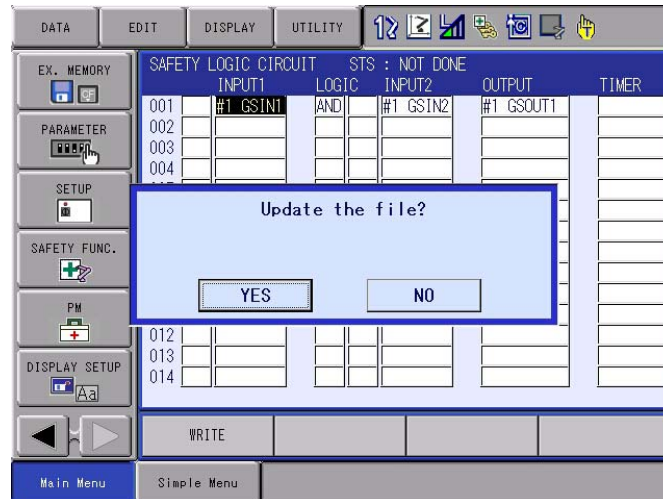 DATA EDIT DISPLAY UTILITY
EX. MEMORY
CF
PARAMETER
SETUP
SAFETY FUNC.
PM
DISPLAY SETUP
Aa
SAFETY LOGIC CIRCUIT STS : NOT DONE
INPUT1 LOGIC INPUT2 OUTPUT TIMER
001 #1 GSIN1 AND #1 GSIN2 #1 GSOUT1
002
003
004
Update the file?
YES NO
012
013
014
WRITE
Main Menu Simple Menu